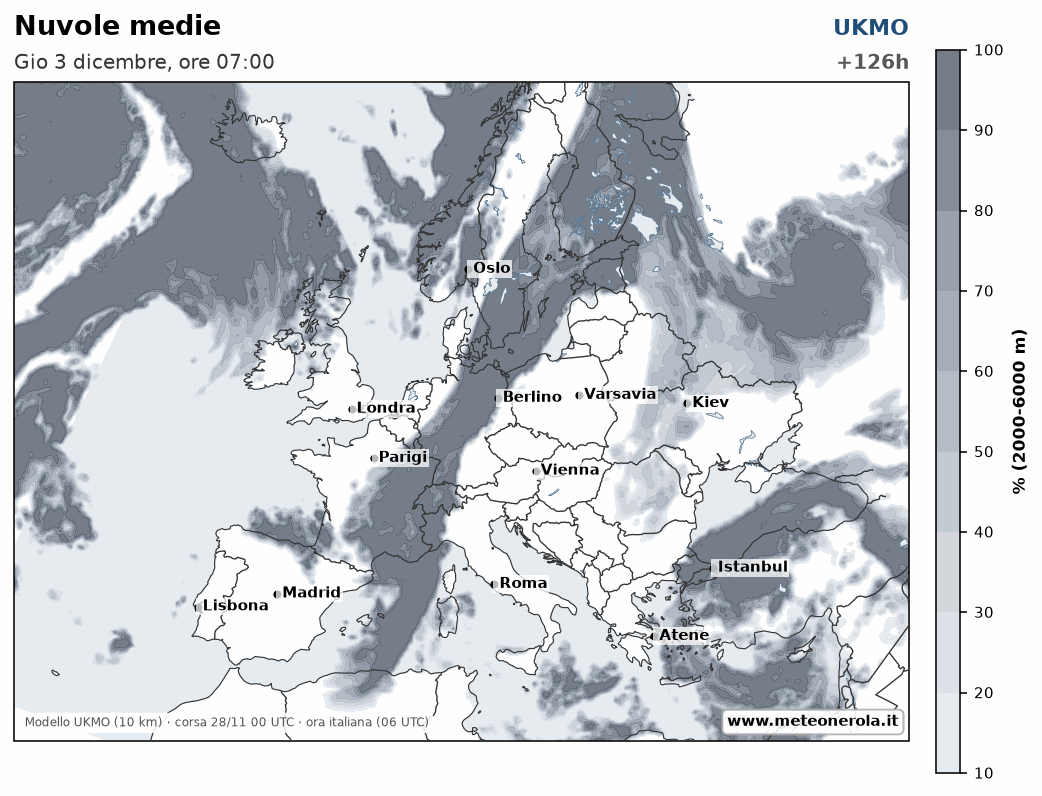 Nuvole medie
UKMO
Gio 3 dicembre, ore 07:00
+126h
100
90
80
70
60
50
40
30
20
10
% (2000-6000 m)
Oslo
Berlino
Varsavia
Kiev
Londra
Parigi
Vienna
Istanbul
Roma
Madrid
Lisbona
Atene
Modello UKMO (10 km) · corsa 28/11 00 UTC · ora italiana (06 UTC)
www.meteonerola.it